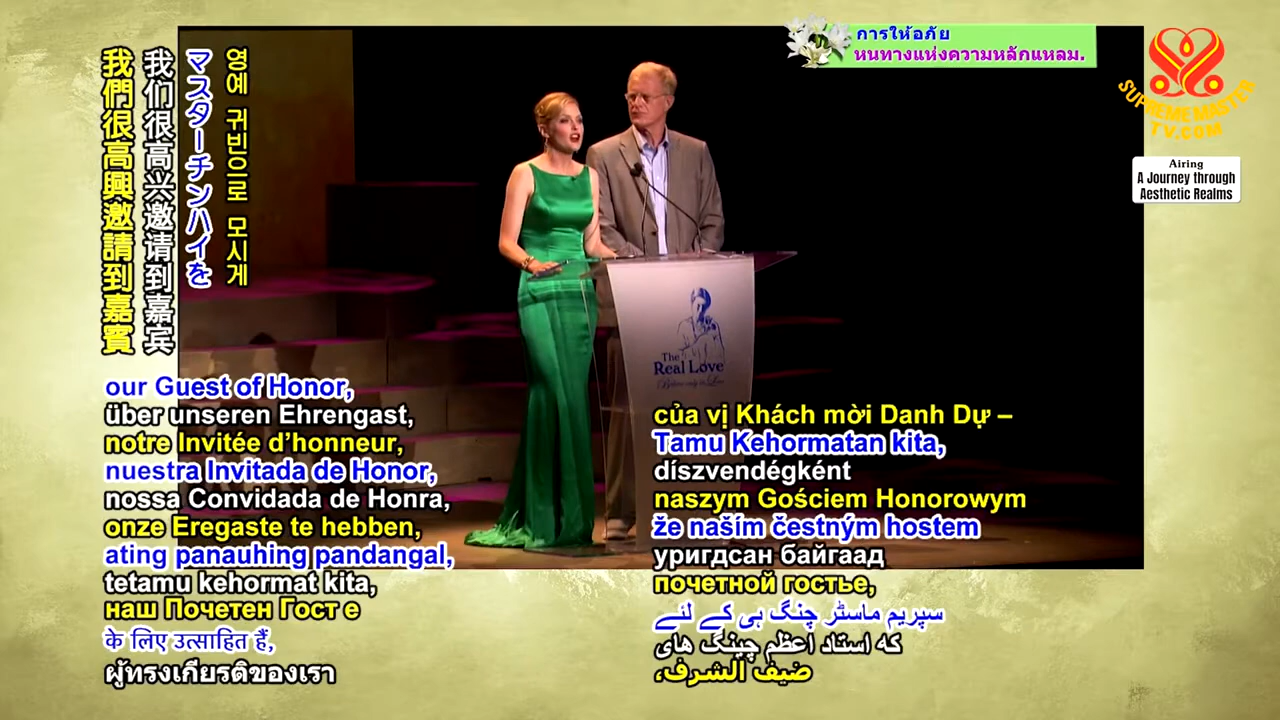 การให้อภัย
หนทางแห่งความหลักแหลม.
SUPREME MASTER
TV.COM
Airing
A Journey through
Aesthetic Realms
영예 귀빈으로 모시게
マスターチンハイを
我们很高兴邀请到嘉宾
我們很高興邀請到嘉賓
The
Real Love
our Guest of Honor,
über unseren Ehrengast,
notre Invitée d’honneur,
nuestra Invitada de Honor,
nossa Convidada de Honra,
onze Eregaste te hebben,
ating panauhing pandangal,
tetamu kehormat kita,
наш Почетен Гост е
के लिए उत्साहित हैं,
ผู้ทรงเกียรติของเรา
của vị Khách mời Danh Dự –
Tamu Kehormatan kita,
díszvendégként
naszym Gościem Honorowym
že naším čestným hostem
уригдсан байгаад
почетной гостье,
سپریم ماسٹر چنگ ہی کے لئے
که استاد اعظم چینگ های
ضيف الشرف،